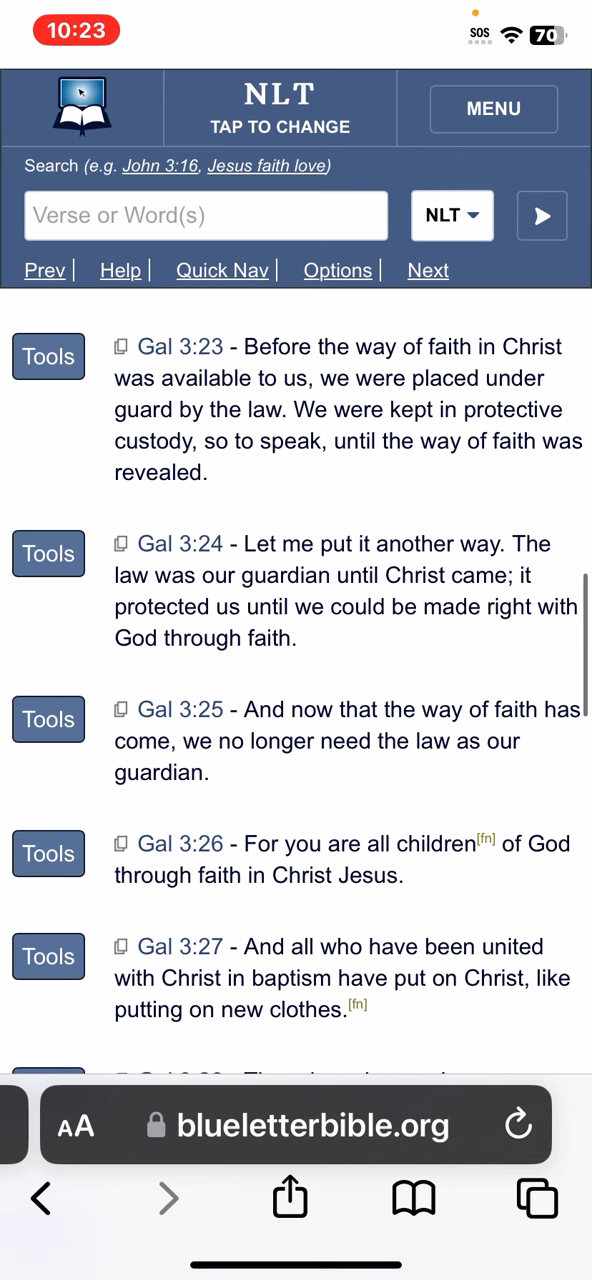 10:23
SOS
70
NLT
TAP TO CHANGE
MENU
Search (e.g. John 3:16, Jesus faith love)
Verse or Word(s)
NLT
Prev | Help | Quick Nav | Options | Next
Tools
Gal 3:23 - Before the way of faith in Christ
was available to us, we were placed under
guard by the law. We were kept in protective
custody, so to speak, until the way of faith was
revealed.
Tools
Gal 3:24 - Let me put it another way. The
law was our guardian until Christ came; it
protected us until we could be made right with
God through faith.
Tools
Gal 3:25 - And now that the way of faith has
come, we no longer need the law as our
guardian.
Tools
Gal 3:26 - For you are all children[fn] of God
through faith in Christ Jesus.
Tools
Gal 3:27 - And all who have been united
with Christ in baptism have put on Christ, like
putting on new clothes.[fn]
AA
blueletterbible.org